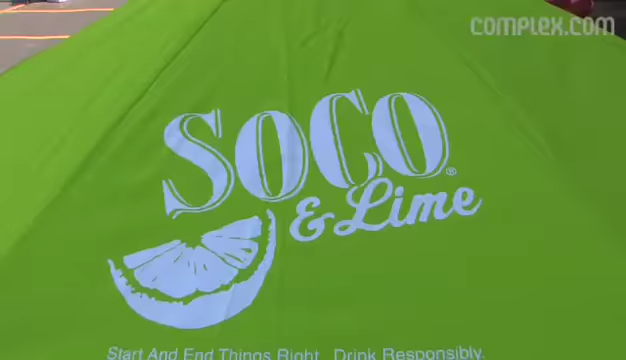 COMPLEX.COM
SOCO®
& Lime
Start And End Things Right. Drink Responsibly.